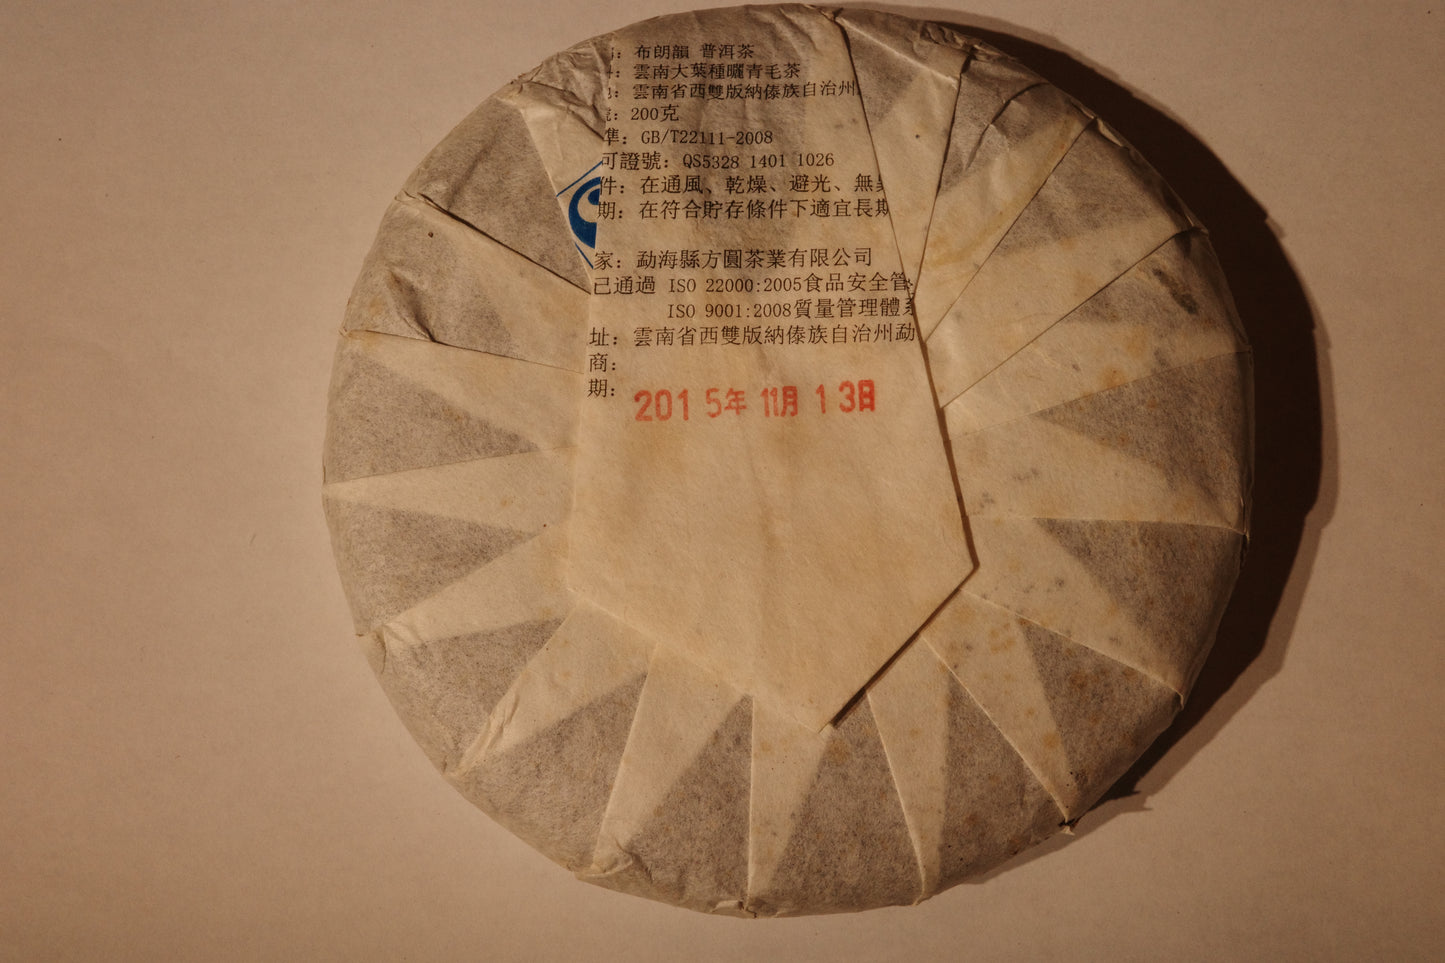 ：布朗韻 普洱茶
：雲南大葉種曬青毛茶
：雲南省西雙版納傣族自治州
號：200克
準：GB/T22111-2008
可證號：QS5328 1401 1026
件：在通風、乾燥、避光、無
期：在符合貯存條件下適宜長期
家：勐海縣方圓茶業有限公司
已通過 ISO 22000:2005食品安全管
ISO 9001:2008質量管理體系
址：雲南省西雙版納傣族自治州勐
商：
期：
2015年 11月 13日